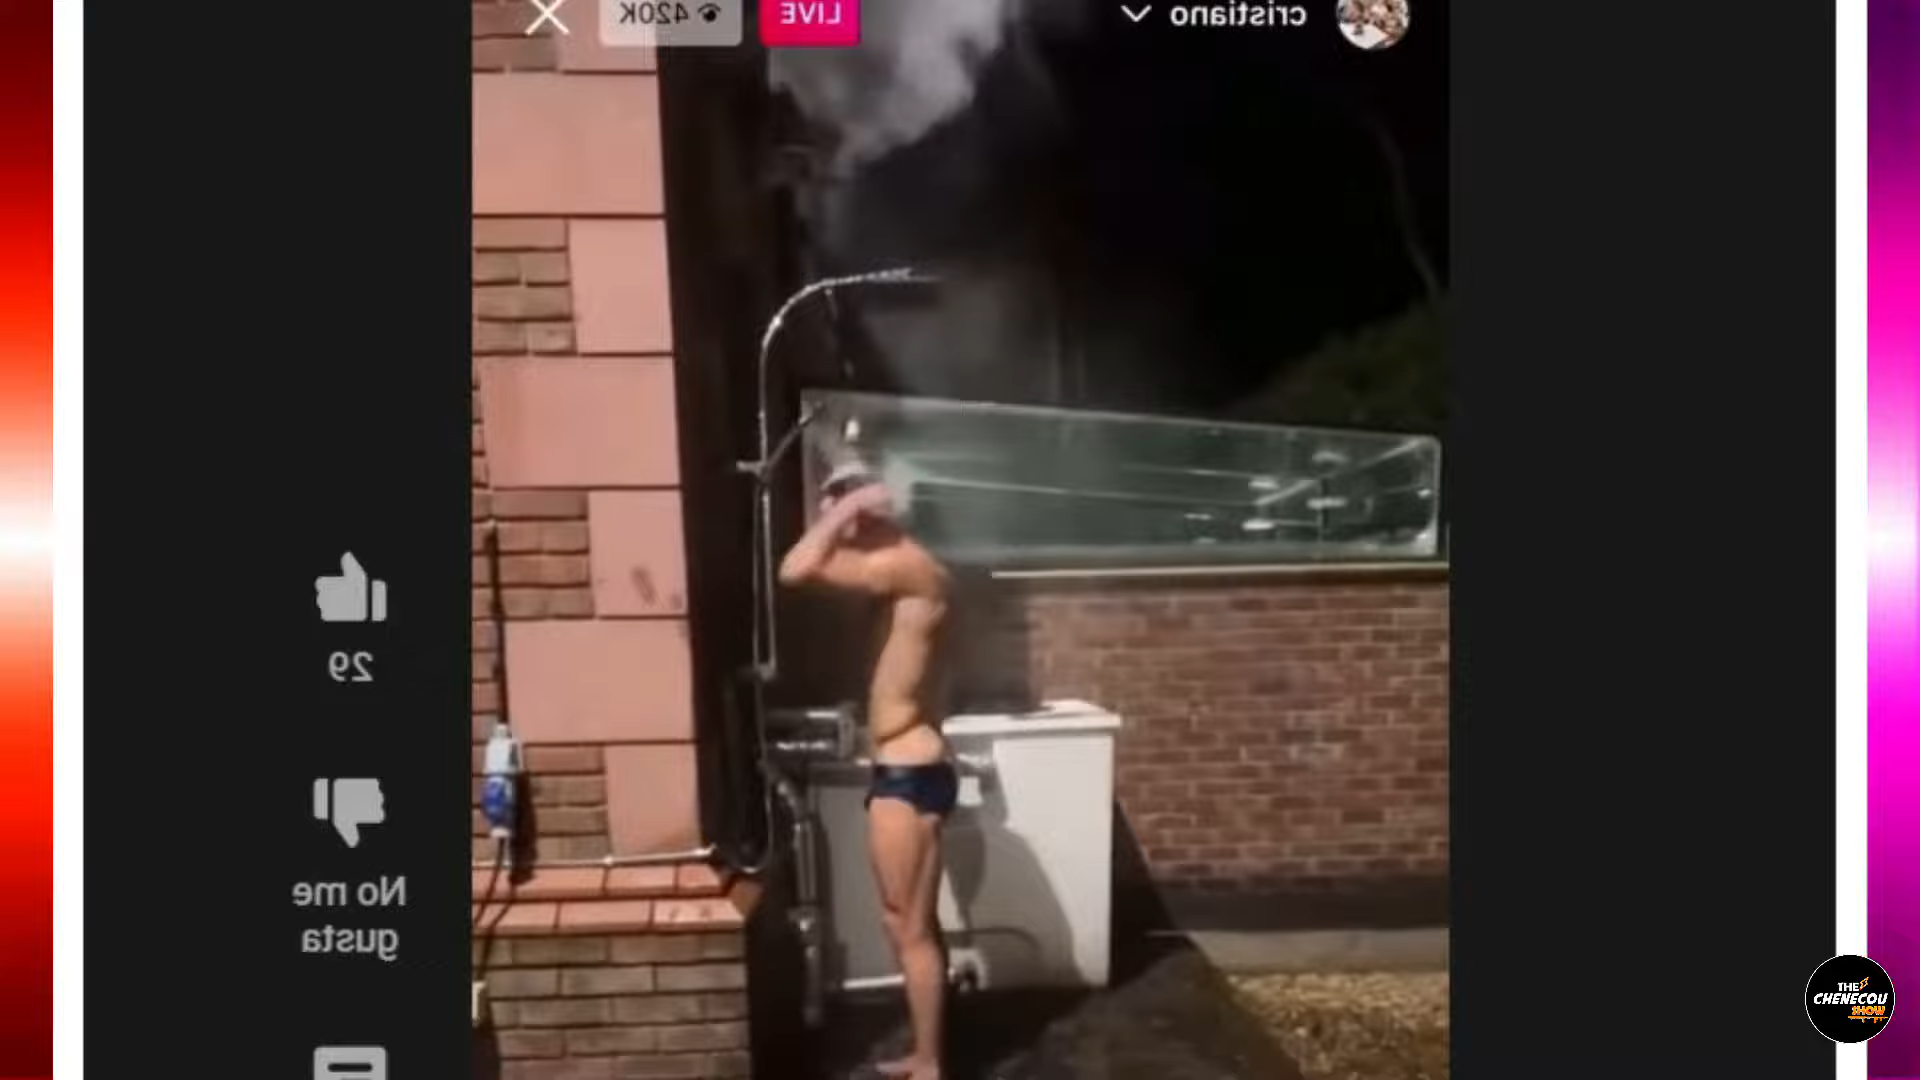 420K
LIVE
cristiano
29
No me
gusta
THE
CHENECOU
SHOW